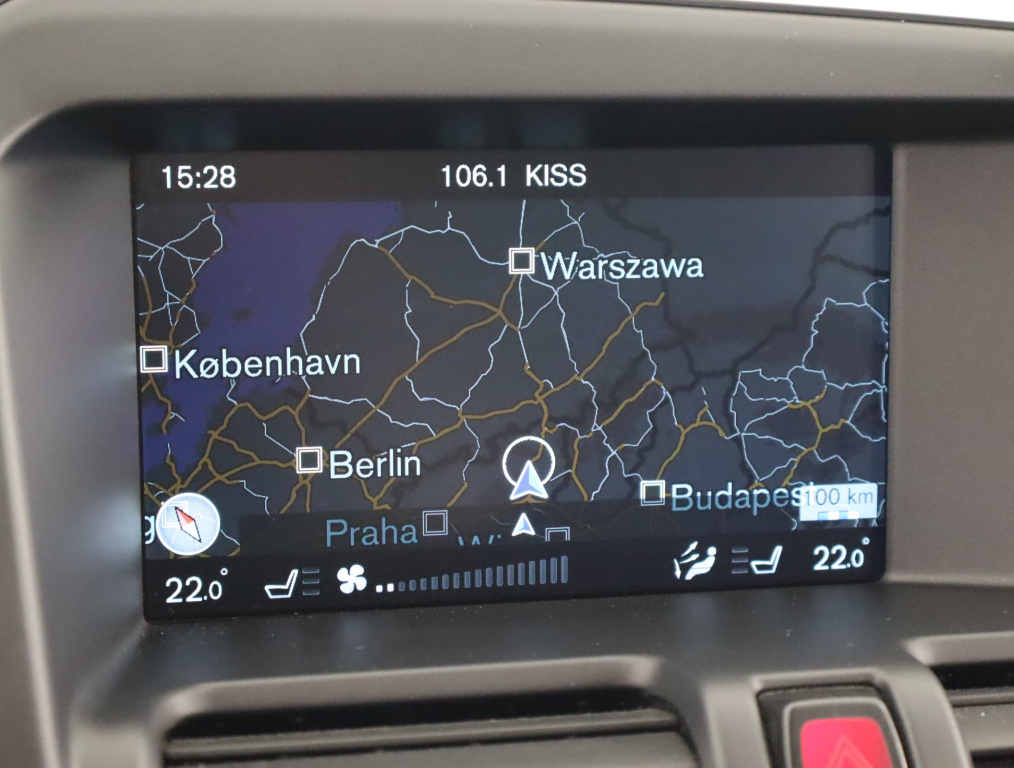 15:28
106.1 KISS
Warszawa
København
Berlin
100 km
Praha
22.0°
22.0°